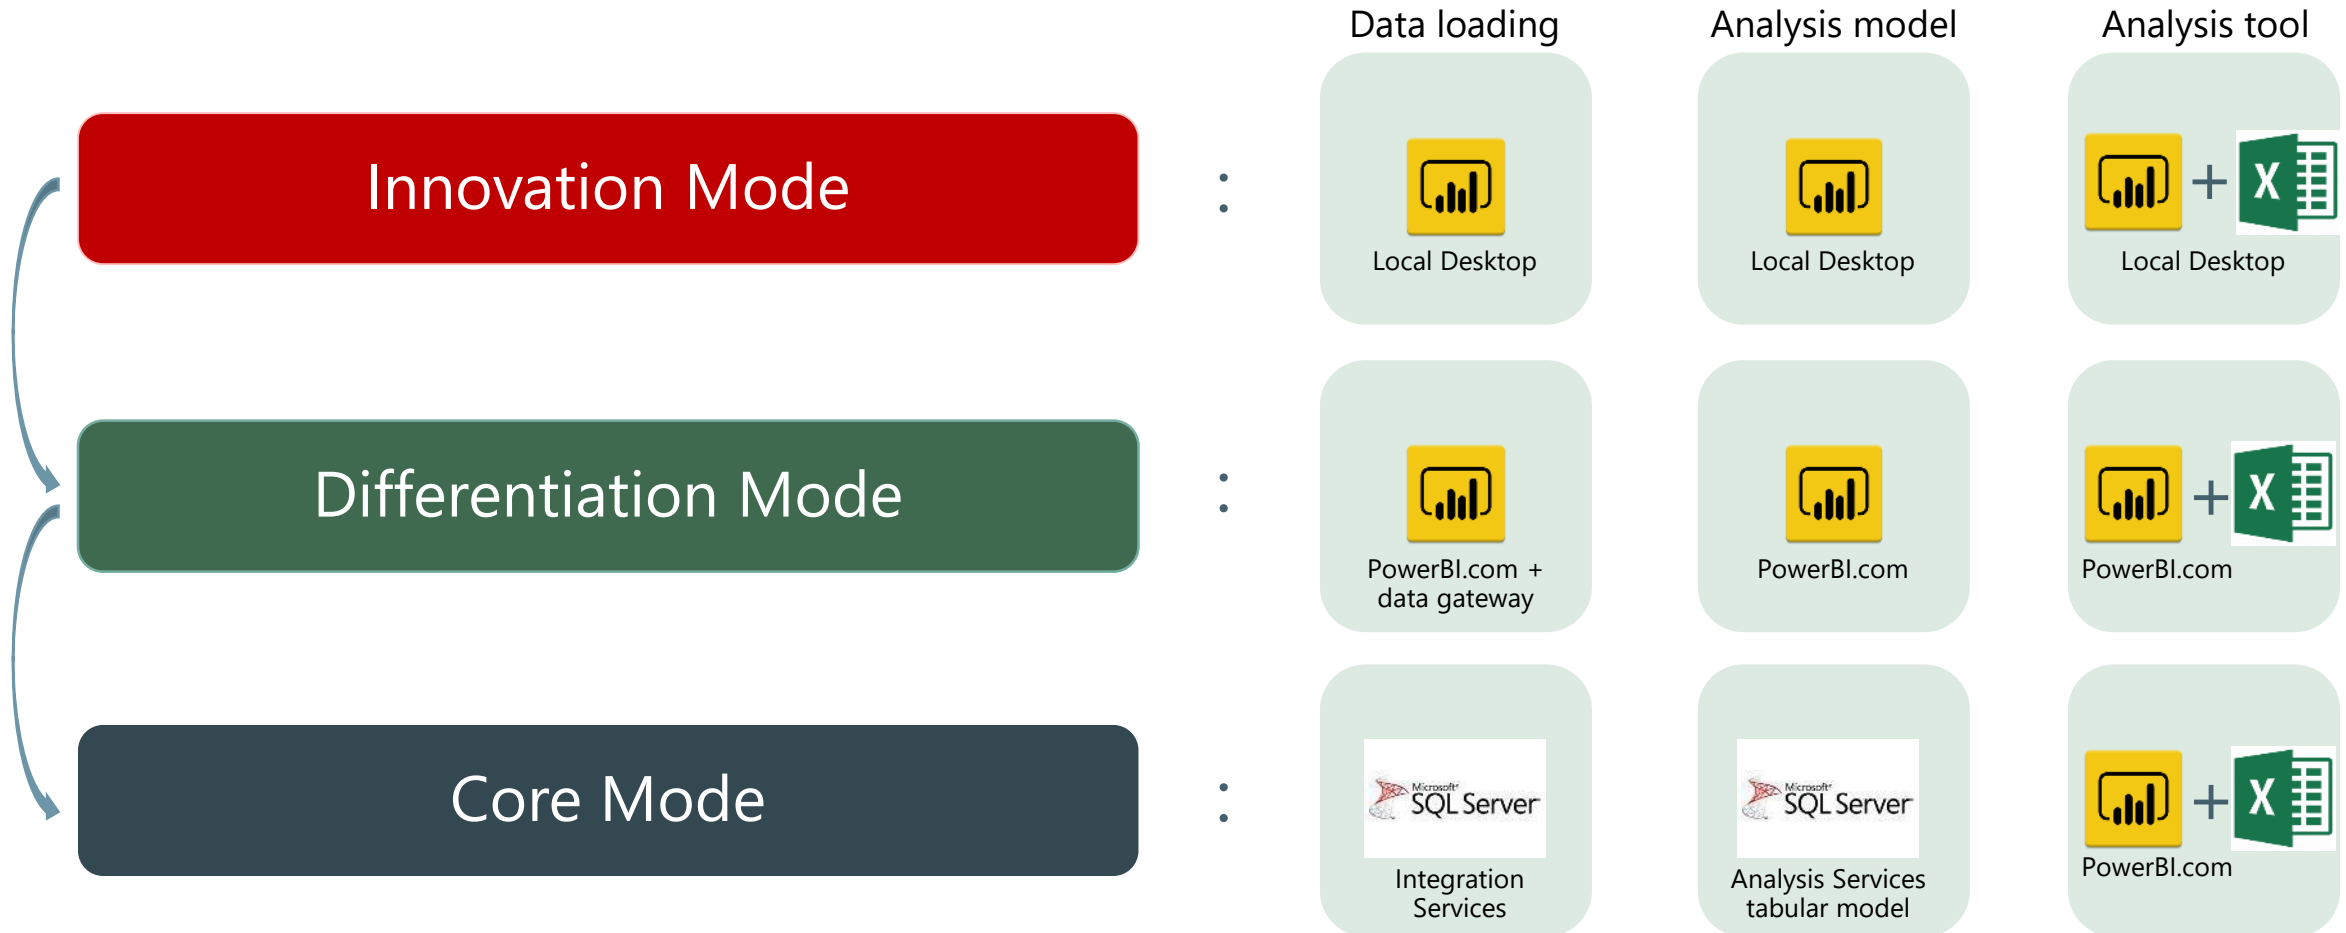 Data loading
Analysis model
Analysis tool
Innovation Mode
:
Local Desktop
Local Desktop
+
X
Local Desktop
Differentiation Mode
:
PowerBI.com +
data gateway
PowerBI.com
+
X
PowerBI.com
Core Mode
:
Microsoft®
SQL Server
Integration
Services
Microsoft®
SQL Server
Analysis Services
tabular model
+
X
PowerBI.com